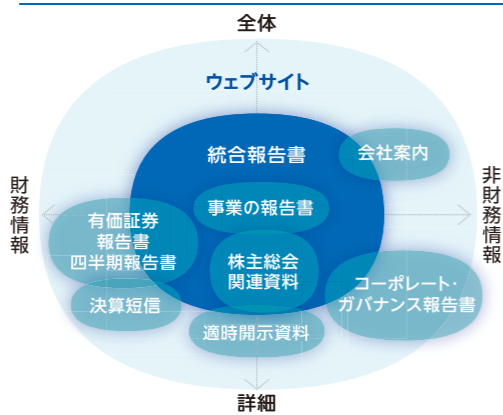 全体
ウェブサイト
統合報告書
会社案内
財務情報
非財務情報
事業の報告書
有価証券
報告書
四半期報告書
株主総会
関連資料
コーポレート・
ガバナンス報告書
決算短信
適時開示資料
詳細